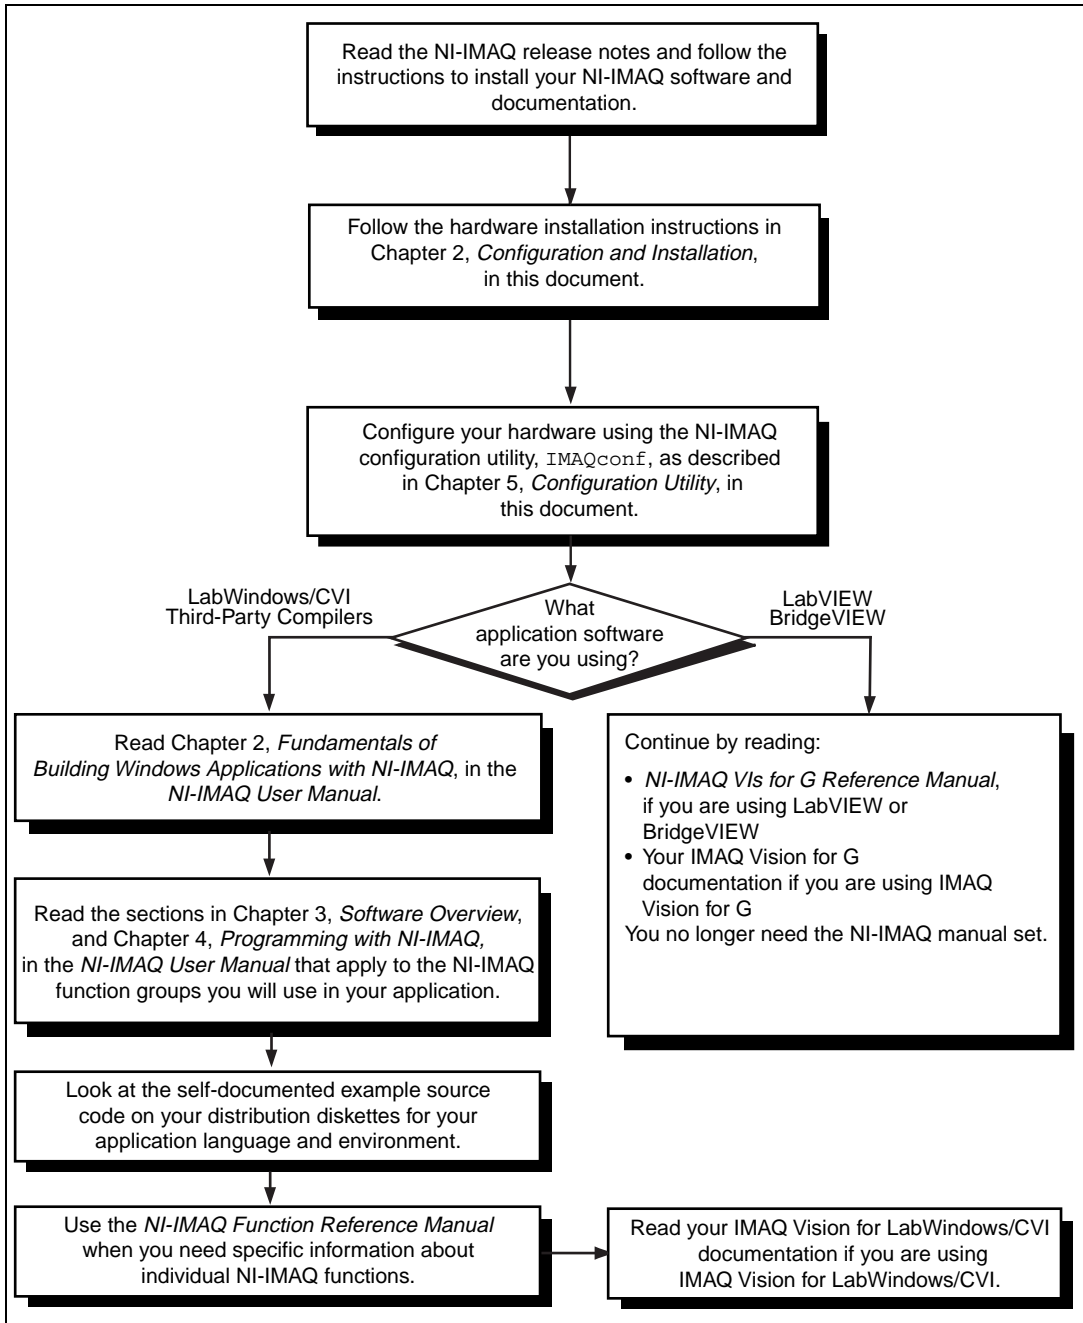 Read the NI-IMAQ release notes and follow the
instructions to install your NI-IMAQ software and
documentation.
Follow the hardware installation instructions in
Chapter 2, Configuration and Installation,
in this document.
Configure your hardware using the NI-IMAQ
configuration utility, IMAQconf, as described
in Chapter 5, Configuration Utility, in
this document.
LabWindows/CVI
Third-Party Compilers
What
application software
are you using?
LabVIEW
BridgeVIEW
Read Chapter 2, Fundamentals of
Building Windows Applications with NI-IMAQ, in the
NI-IMAQ User Manual.
Read the sections in Chapter 3, Software Overview,
and Chapter 4, Programming with NI-IMAQ,
in the NI-IMAQ User Manual that apply to the NI-IMAQ
function groups you will use in your application.
Look at the self-documented example source
code on your distribution diskettes for your
application language and environment.
Use the NI-IMAQ Function Reference Manual
when you need specific information about
individual NI-IMAQ functions.
Continue by reading:
• NI-IMAQ VIs for G Reference Manual,
if you are using LabVIEW or
BridgeVIEW
• Your IMAQ Vision for G
documentation if you are using IMAQ
Vision for G
You no longer need the NI-IMAQ manual set.
Read your IMAQ Vision for LabWindows/CVI
documentation if you are using
IMAQ Vision for LabWindows/CVI.